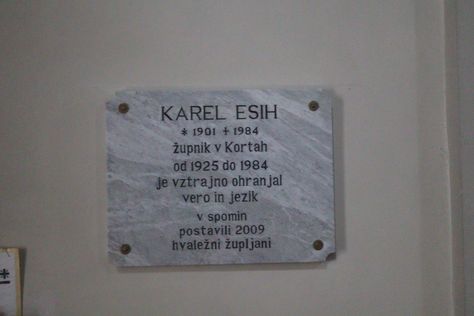 KAREL ESIH
* 1901 + 1984
župnik v Kortah
od 1925 do 1984
je vztrajno ohranjal
vero in jezik
v spomin
postavili 2009
hvaležni župljani
*